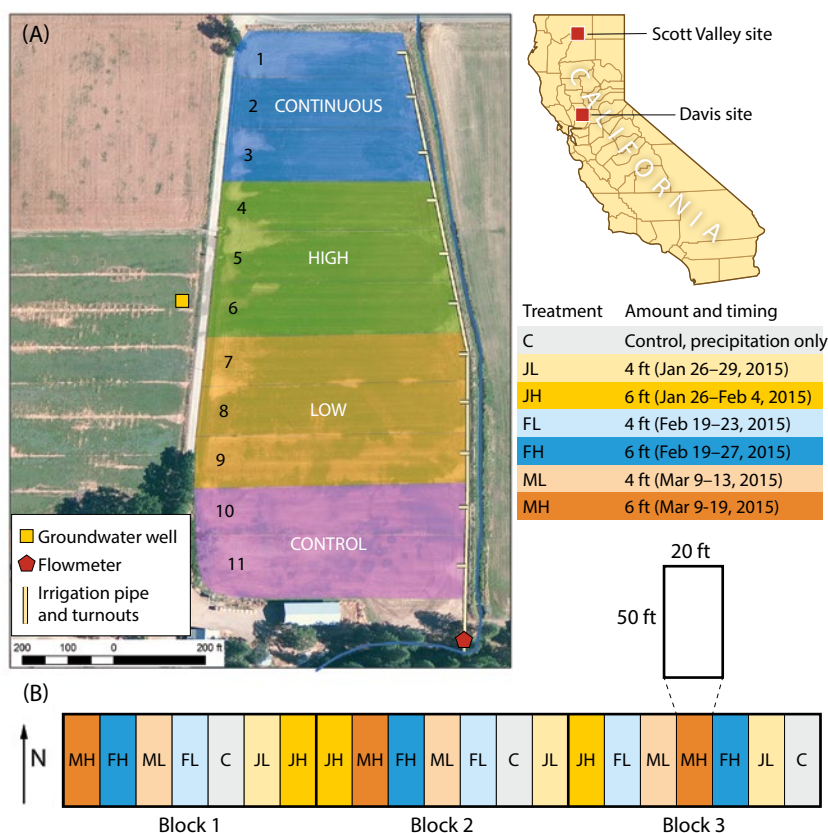 (A)
1
2
CONTINUOUS
3
4
5
HIGH
6
7
8
LOW
9
10
CONTROL
11
Groundwater well
Flowmeter
Irrigation pipe
and turnouts
200 100 0 200 ft
Scott Valley site
Davis site
CALIFORNIA
Treatment Amount and timing
C Control, precipitation only
JL 4 ft (Jan 26–29, 2015)
JH 6 ft (Jan 26–Feb 4, 2015)
FL 4 ft (Feb 19–23, 2015)
FH 6 ft (Feb 19–27, 2015)
ML 4 ft (Mar 9–13, 2015)
MH 6 ft (Mar 9-19, 2015)
20 ft
50 ft
(B)
N
MH FH ML FL C JL JH JH MH FH ML FL C JL JH FL ML MH FH JL C
Block 1 Block 2 Block 3